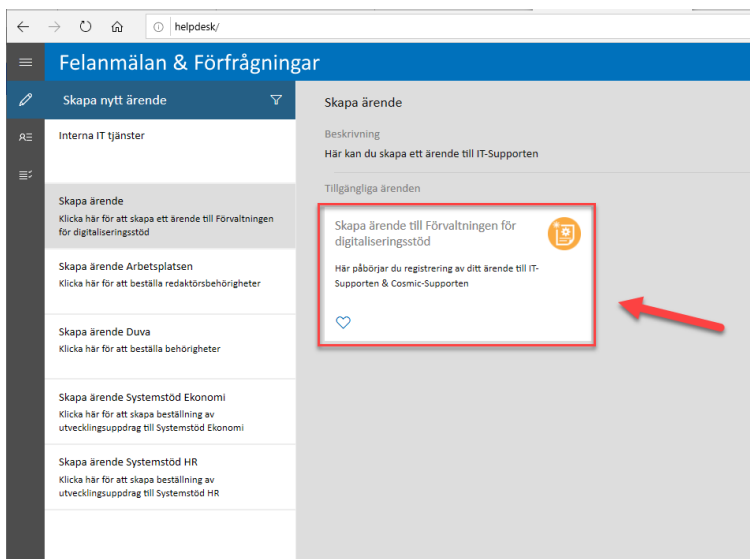 helpdesk/
Felanmälan & Förfrågningar
Skapa nytt ärende
Interna IT tjänster
Skapa ärende
Klicka här för att skapa ett ärende till Förvaltningen
för digitaliseringsstöd
Skapa ärende Arbetsplatsen
Klicka här för att beställa redaktörsbehörigheter
Skapa ärende Duva
Klicka här för att beställa behörigheter
Skapa ärende Systemstöd Ekonomi
Klicka här för att skapa beställning av
utvecklingsuppdrag till Systemstöd Ekonomi
Skapa ärende Systemstöd HR
Klicka här för att skapa beställning av
utvecklingsuppdrag till Systemstöd HR
Skapa ärende
Beskrivning
Här kan du skapa ett ärende till IT-Supporten
Tillgängliga ärenden
Skapa ärende till Förvaltningen för
digitaliseringsstöd
Här påbörjar du registrering av ditt ärende till IT-
Supporten & Cosmic-Supporten